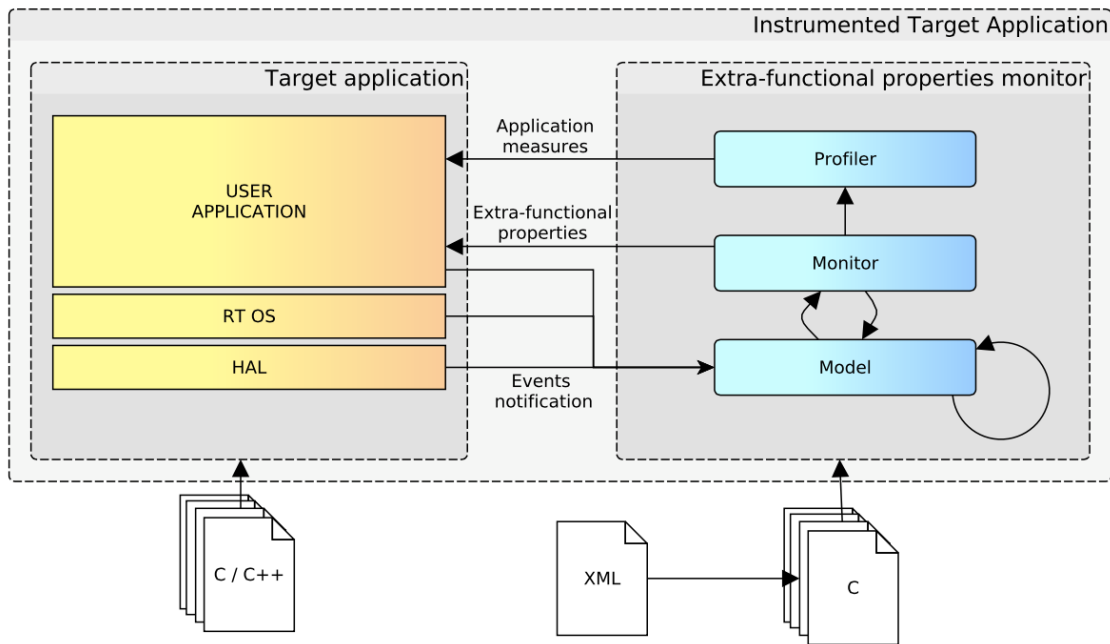 Instrumented Target Application
Target application
Extra-functional properties monitor
Application
measures
Profiler
USER
APPLICATION
Extra-functional
properties
Monitor
RT OS
HAL
Model
Events
notification
C / C++
XML
C